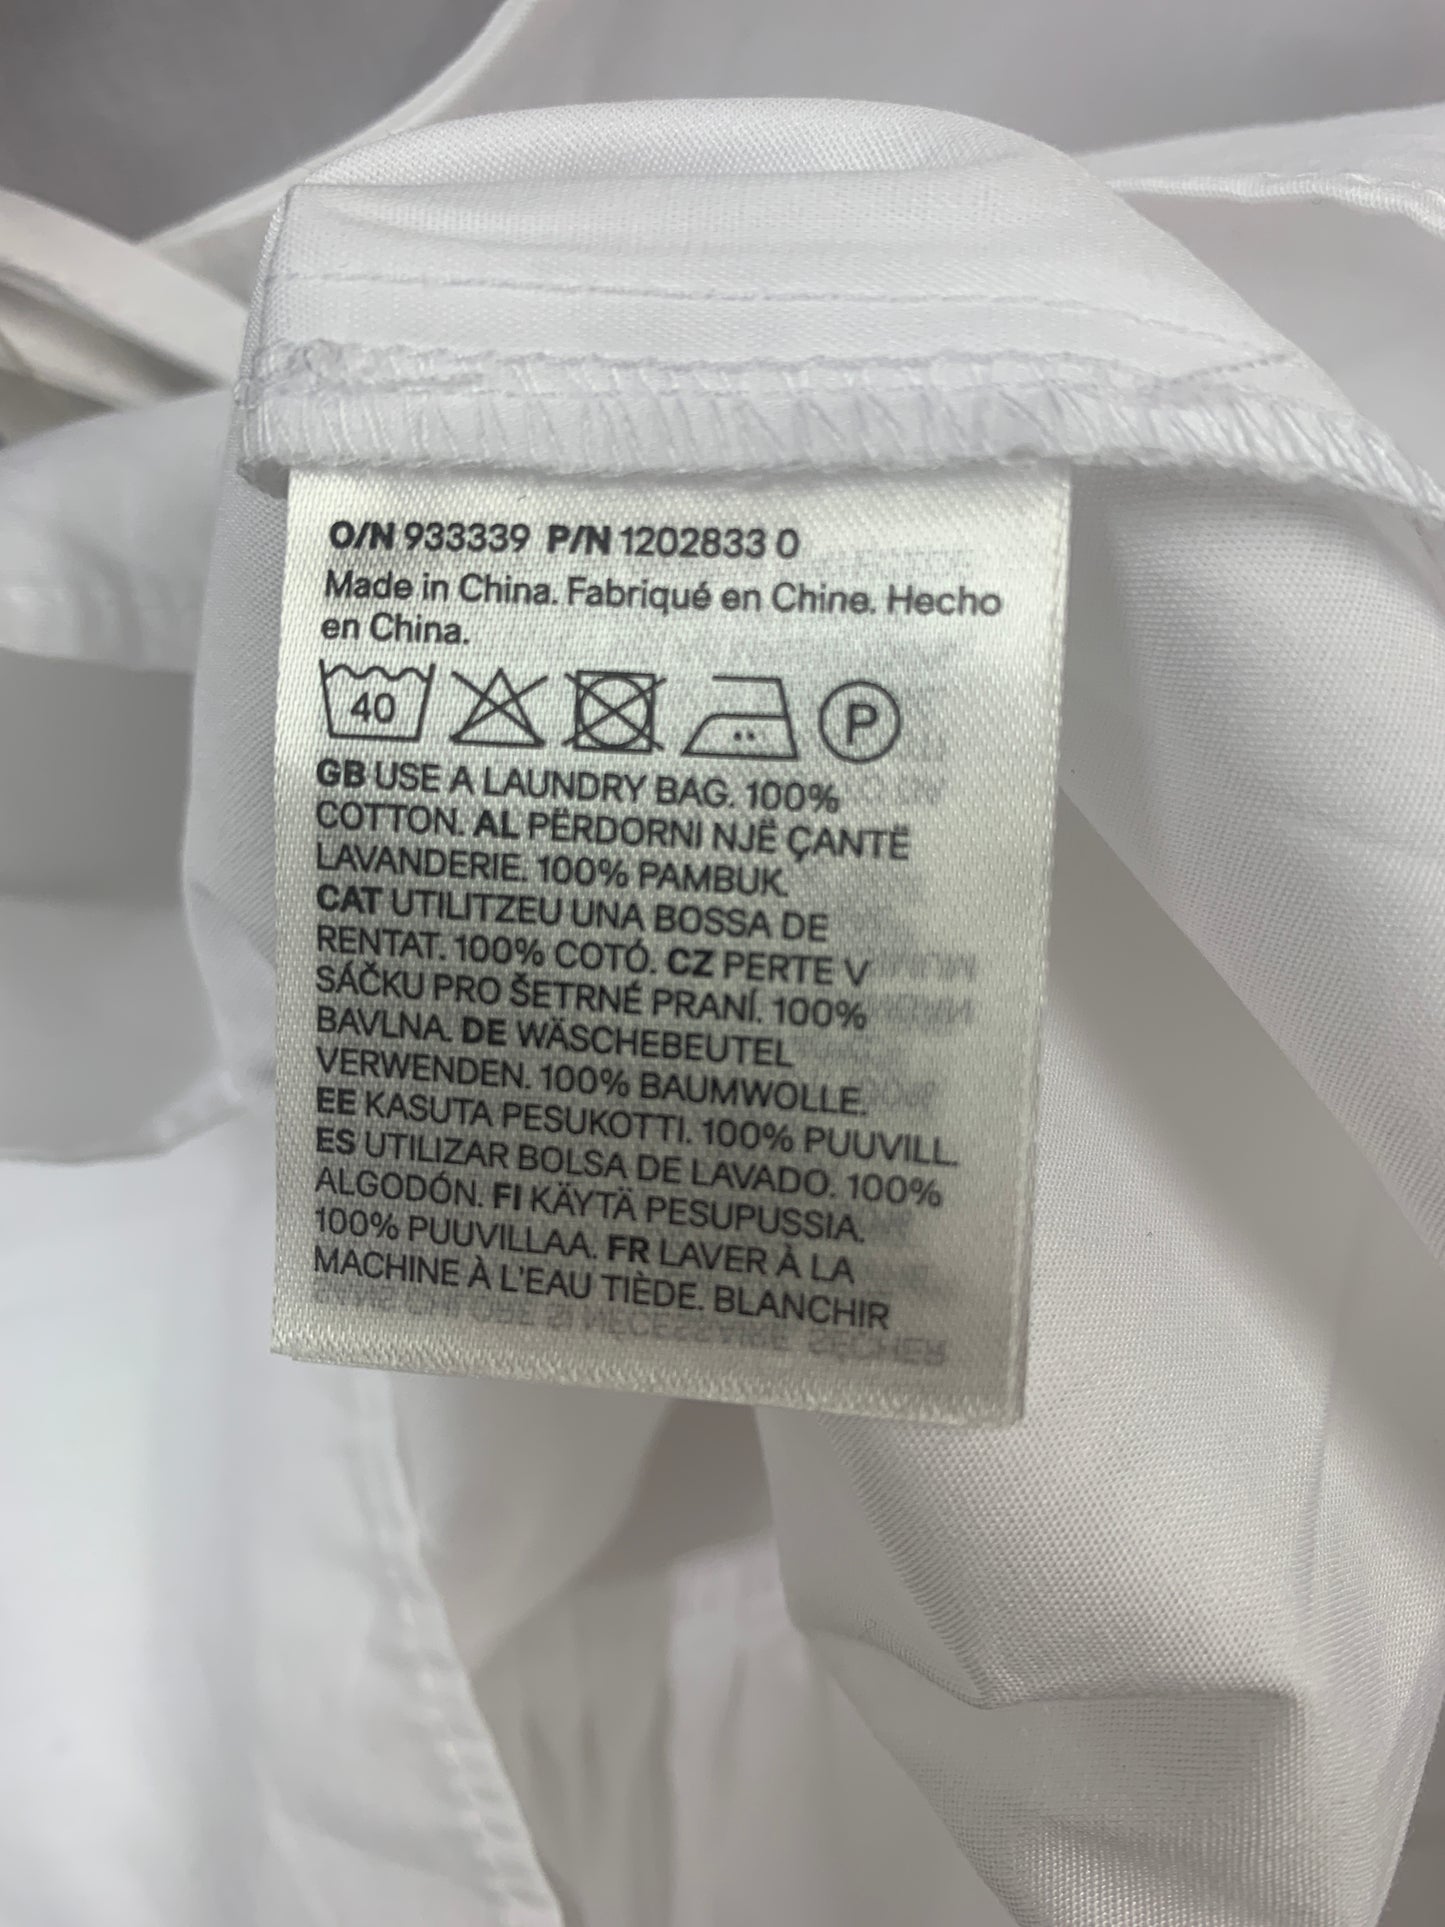 O/N 933339 P/N 1202833 0
Made in China. Fabriqué en Chine. Hecho
en China.
40 P
GB USE A LAUNDRY BAG. 100%
COTTON. AL PËRDORNI NJË ÇANTË
LAVANDERIE. 100% PAMBUK.
CAT UTILITZEU UNA BOSSA DE
RENTAT. 100% COTÓ. CZ PERTE V
SÁČKU PRO ŠETRNÉ PRANÍ. 100%
BAVLNA. DE WÄSCHEBEUTEL
VERWENDEN. 100% BAUMWOLLE.
EE KASUTA PESUKOTTI. 100% PUUVILL.
ES UTILIZAR BOLSA DE LAVADO. 100%
ALGODÓN. FI KÄYTÄ PESUPUSSIA.
100% PUUVILLAA. FR LAVER À LA
MACHINE À L'EAU TIÈDE. BLANCHIR